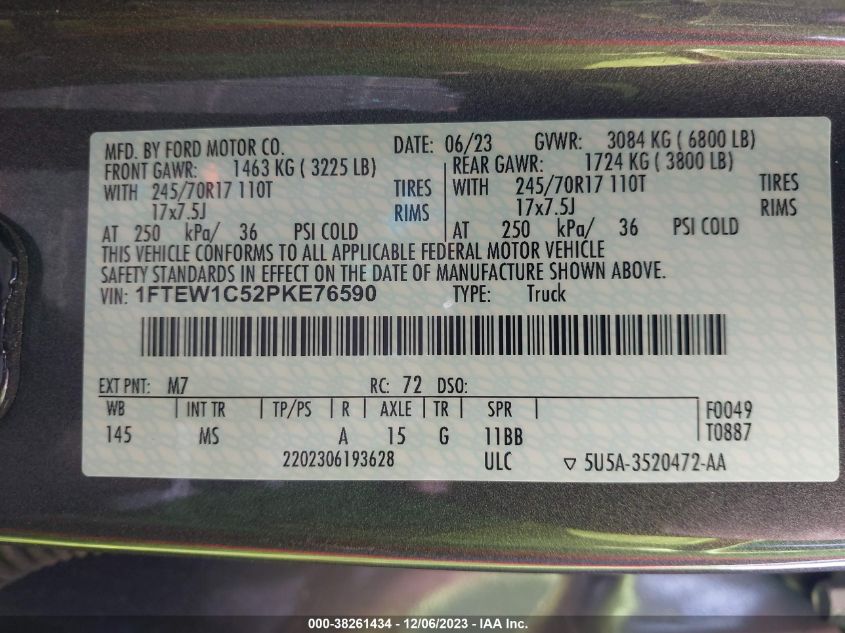 MFD. BY FORD MOTOR CO. DATE: 06/23 GVWR: 3084 KG ( 6800 LB)
FRONT GAWR: 1463 KG ( 3225 LB) REAR GAWR: 1724 KG ( 3800 LB)
WITH 245/70R17 110T TIRES WITH 245/70R17 110T TIRES
17x7.5J RIMS 17x7.5J RIMS
AT 250 kPa/ 36 PSI COLD AT 250 kPa/ 36 PSI COLD
THIS VEHICLE CONFORMS TO ALL APPLICABLE FEDERAL MOTOR VEHICLE
SAFETY STANDARDS IN EFFECT ON THE DATE OF MANUFACTURE SHOWN ABOVE.
VIN: 1FTEW1C52PKE76590 TYPE: Truck
EXT PNT: M7 RC: 72 DSO:
WB INT TR TP/PS R AXLE TR SPR F0049
145 MS A 15 G 11BB T0887
2202306193628 ULC ▽ 5U5A-3520472-AA
000-38261434 - 12/06/2023 - IAA Inc.